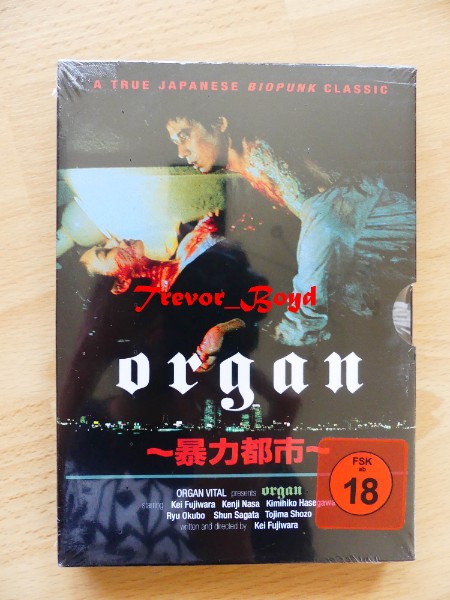 A TRUE JAPANESE BIOPUNK CLASSIC
Trevor_Boyd
organ
～暴力都市～
FSK
ab
18
ORGAN VITAL presents organ
starring Kei Fujiwara Kenji Nasa Kimihiko Hasegawa
Ryu Okubo Shun Sagata Tojima Shozo
written and directed by Kei Fujiwara